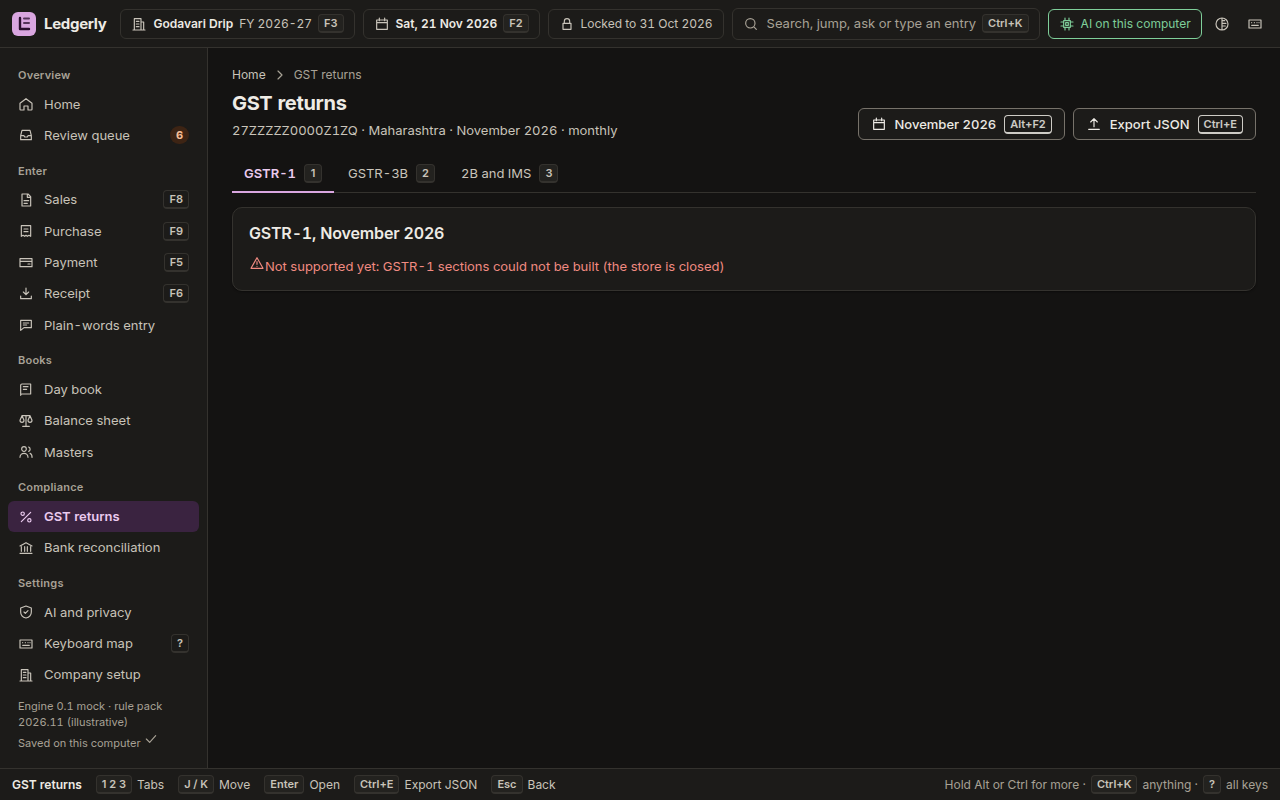 Ledgerly
Godavari Drip FY 2026-27 F3
Sat, 21 Nov 2026 F2
Locked to 31 Oct 2026
Search, jump, ask or type an entry Ctrl+K
AI on this computer
Overview
Home
Review queue 6
Enter
Sales F8
Purchase F9
Payment F5
Receipt F6
Plain-words entry
Books
Day book
Balance sheet
Masters
Compliance
GST returns
Bank reconciliation
Settings
AI and privacy
Keyboard map ?
Company setup
Engine 0.1 mock · rule pack
2026.11 (illustrative)
Saved on this computer
Home > GST returns
GST returns
27ZZZZZ0000Z1ZQ · Maharashtra · November 2026 · monthly
November 2026 Alt+F2
Export JSON Ctrl+E
GSTR-1 1
GSTR-3B 2
2B and IMS 3
GSTR-1, November 2026
Not supported yet: GSTR-1 sections could not be built (the store is closed)
GST returns 1 2 3 Tabs J / K Move Enter Open Ctrl+E Export JSON Esc Back
Hold Alt or Ctrl for more · Ctrl+K anything · ? all keys